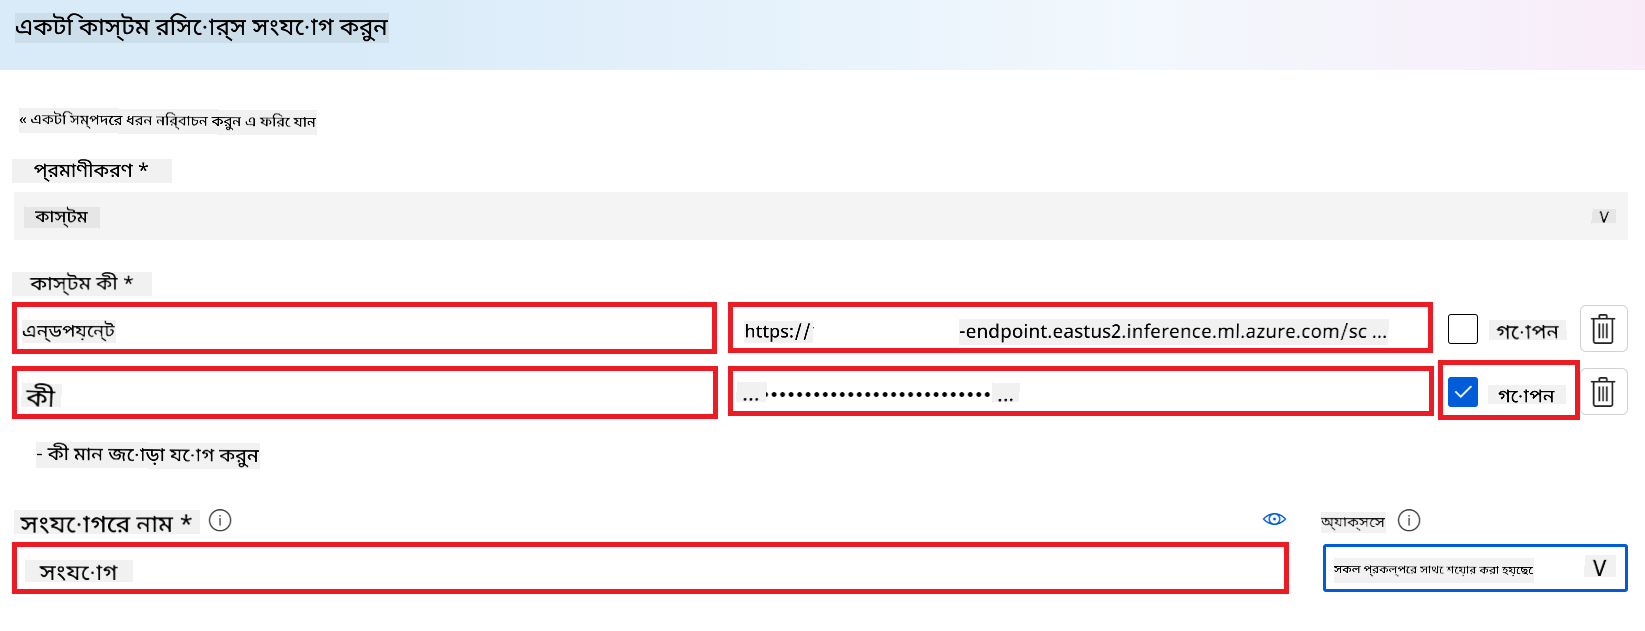 একটি কাস্টম রিসোর্স সংযোগ করুন
« একটি সম্পদের ধরন নির্বাচন করুন এ ফিরে যান
প্রমাণীকরণ *
কাস্টম V
কাস্টম কী *
এন্ডপয়েন্ট https:// -endpoint.eastus2.inference.ml.azure.com/sc ... গোপন
কী ... •••••••••••••••••••••••••••• ... গোপন
- কী মান জোড়া যোগ করুন
সংযোগের নাম * অ্যাক্সেস
সংযোগ সকল প্রকল্পের সাথে শেয়ার করা হয়েছে V